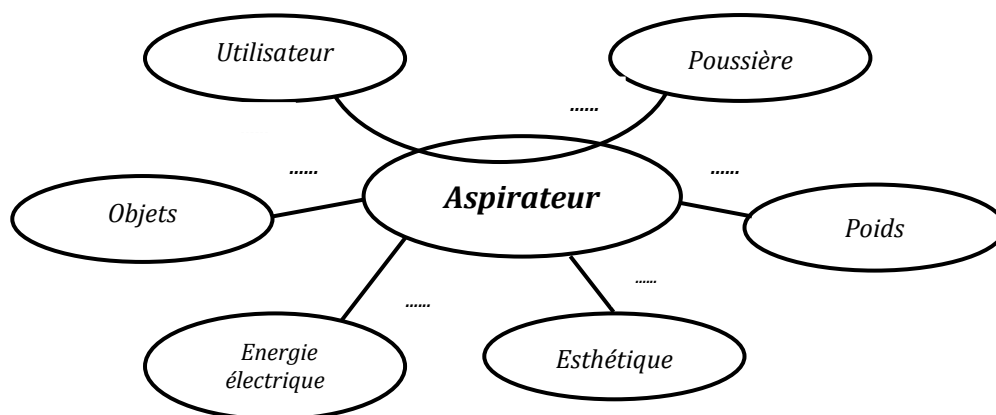 Utilisateur
Poussière
......
......
......
Aspirateur
Objets
Poids
......
......
Energie
électrique
Esthétique